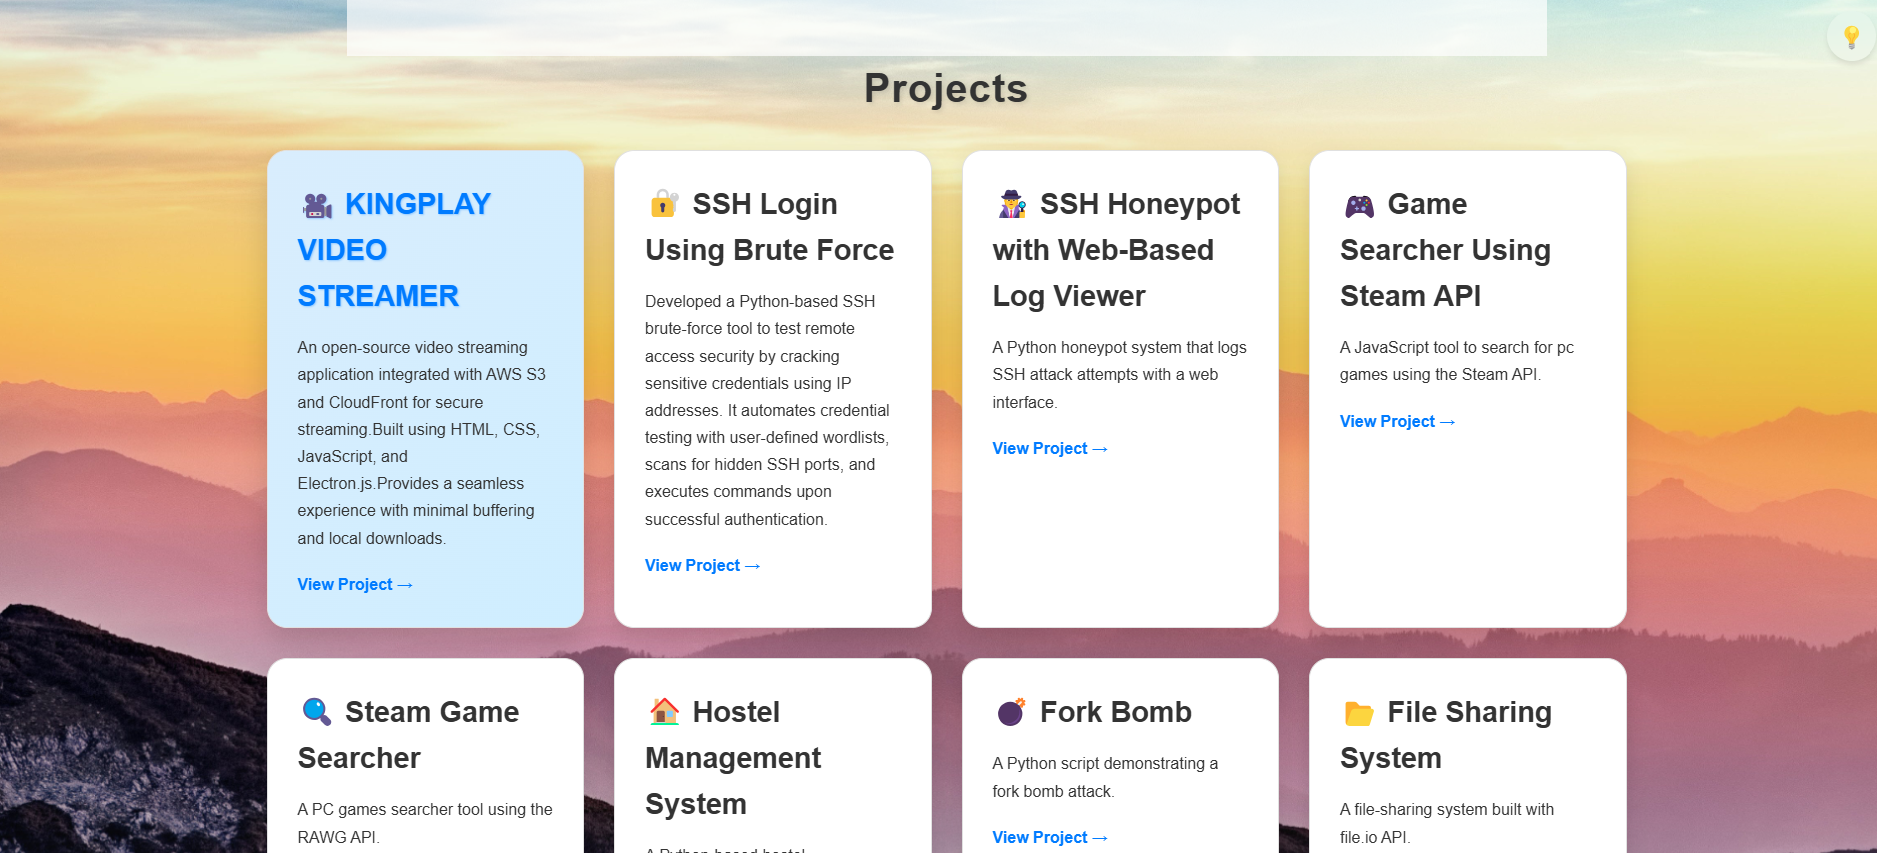 Projects
KINGPLAY
VIDEO
STREAMER
An open-source video streaming
application integrated with AWS S3
and CloudFront for secure
streaming.Built using HTML, CSS,
JavaScript, and
Electron.js.Provides a seamless
experience with minimal buffering
and local downloads.
View Project →
SSH Login
Using Brute Force
Developed a Python-based SSH
brute-force tool to test remote
access security by cracking
sensitive credentials using IP
addresses. It automates credential
testing with user-defined wordlists,
scans for hidden SSH ports, and
executes commands upon
successful authentication.
View Project →
SSH Honeypot
with Web-Based
Log Viewer
A Python honeypot system that logs
SSH attack attempts with a web
interface.
View Project →
Game
Searcher Using
Steam API
A JavaScript tool to search for pc
games using the Steam API.
View Project →
Steam Game
Searcher
A PC games searcher tool using the
RAWG API.
Hostel
Management
System
A Python-based hostel
Fork Bomb
A Python script demonstrating a
fork bomb attack.
View Project →
File Sharing
System
A file-sharing system built with
file.io API.